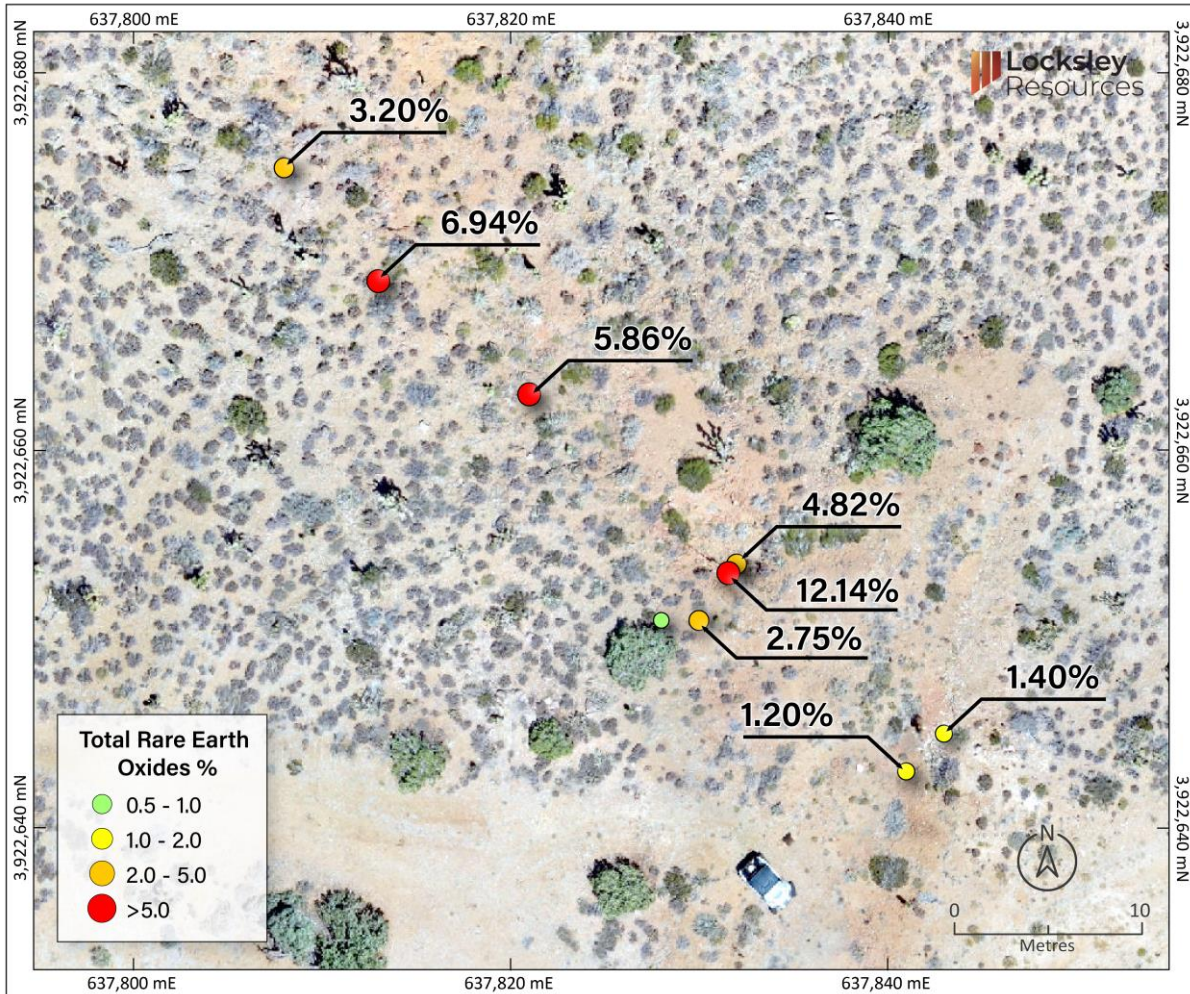 637,800 mE
637,820 mE
637,840 mE
3,922,680 mN
3,922,680 mN
Locksley
Resources
3.20%
6.94%
5.86%
3,922,660 mN
3,922,660 mN
4.82%
12.14%
2.75%
1.40%
1.20%
Total Rare Earth
Oxides %
0.5 - 1.0
1.0 - 2.0
2.0 - 5.0
>5.0
3,922,640 mN
3,922,640 mN
N
0
10
Metres
637,800 mE
637,820 mE
637,840 mE